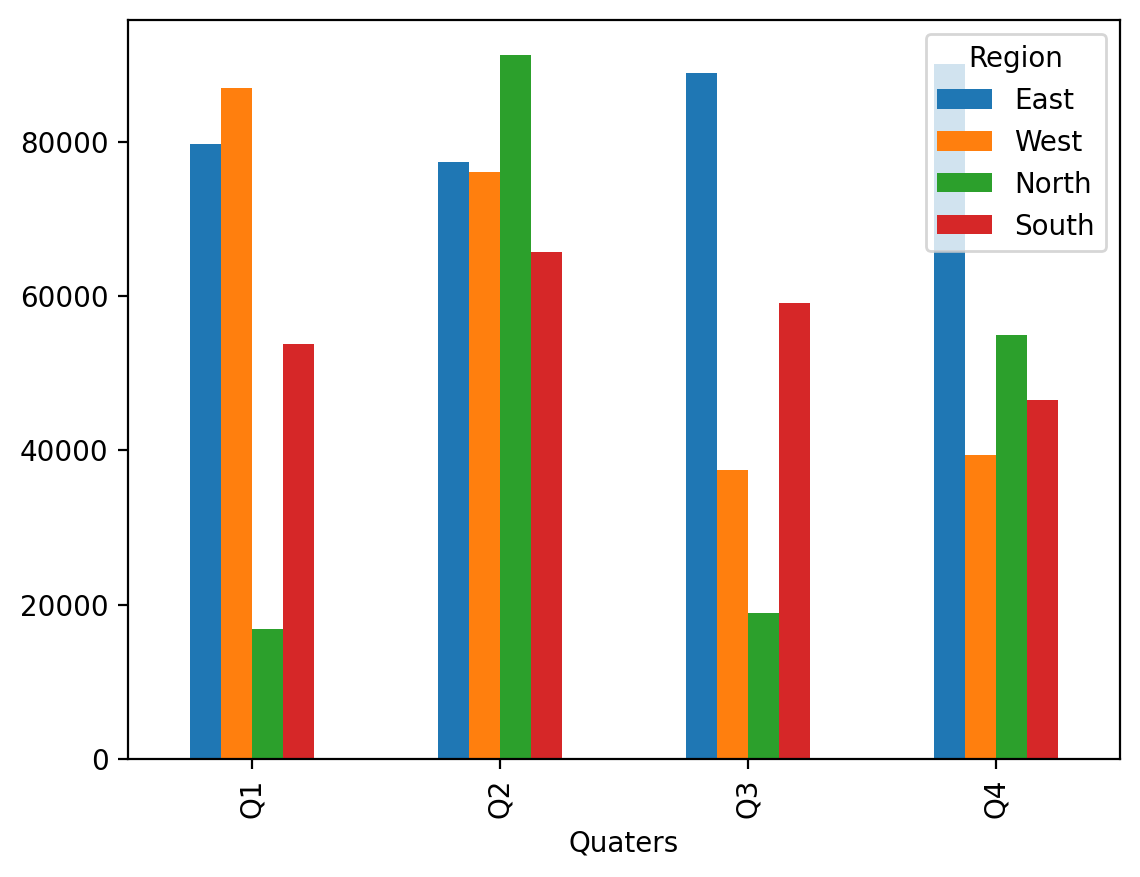 Region
East
West
North
South
80000
60000
40000
20000
0
Q1
Q2
Q3
Q4
Quaters